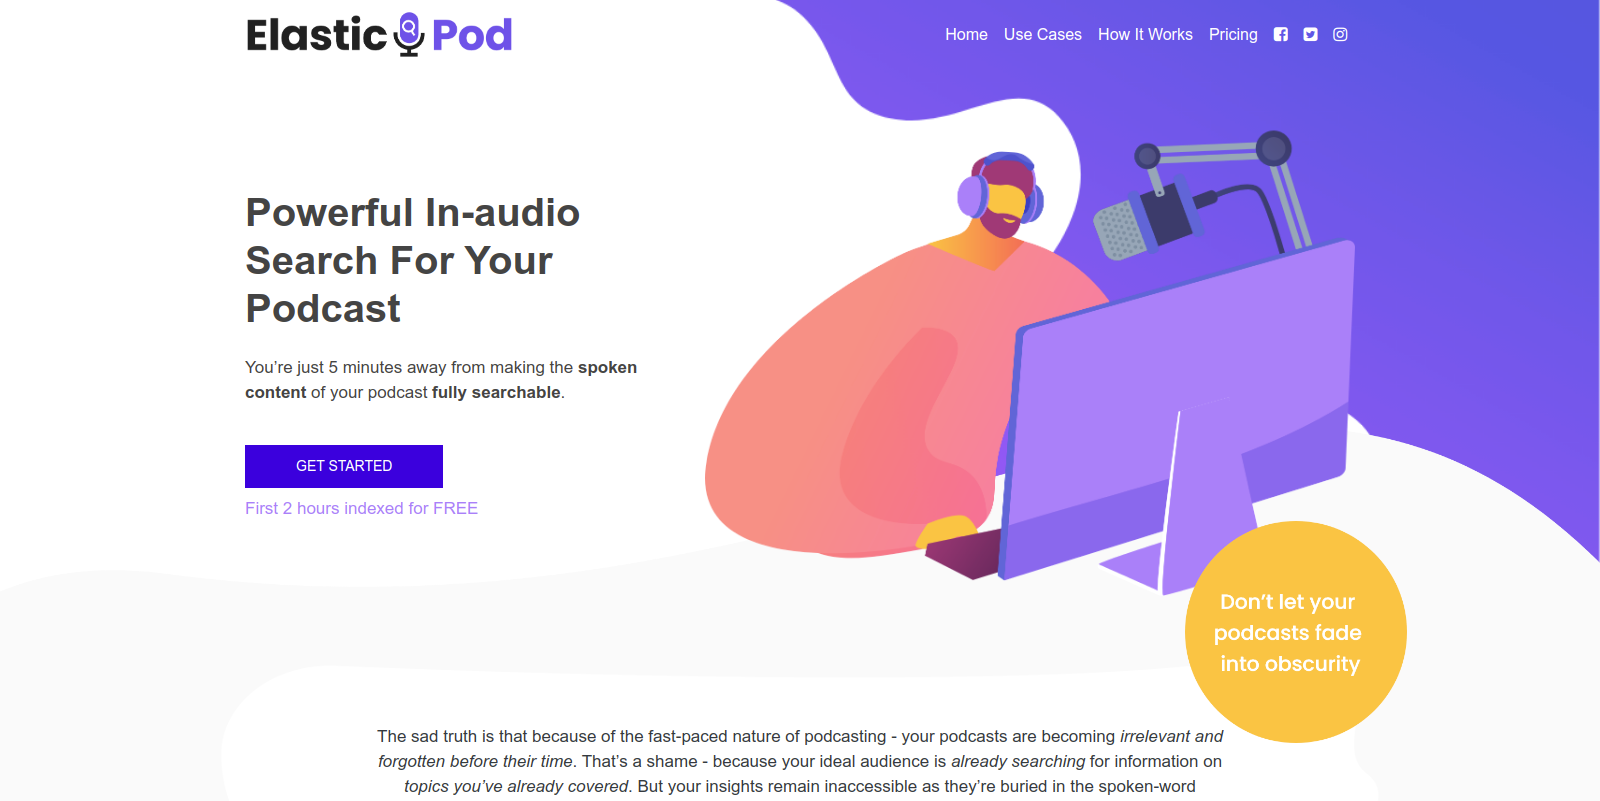 Elastic Pod
Home Use Cases How It Works Pricing
Powerful In-audio
Search For Your
Podcast
You’re just 5 minutes away from making the spoken
content of your podcast fully searchable.
GET STARTED
First 2 hours indexed for FREE
Don’t let your
podcasts fade
into obscurity
The sad truth is that because of the fast-paced nature of podcasting - your podcasts are becoming irrelevant and
forgotten before their time. That’s a shame - because your ideal audience is already searching for information on
topics you’ve already covered. But your insights remain inaccessible as they’re buried in the spoken-word